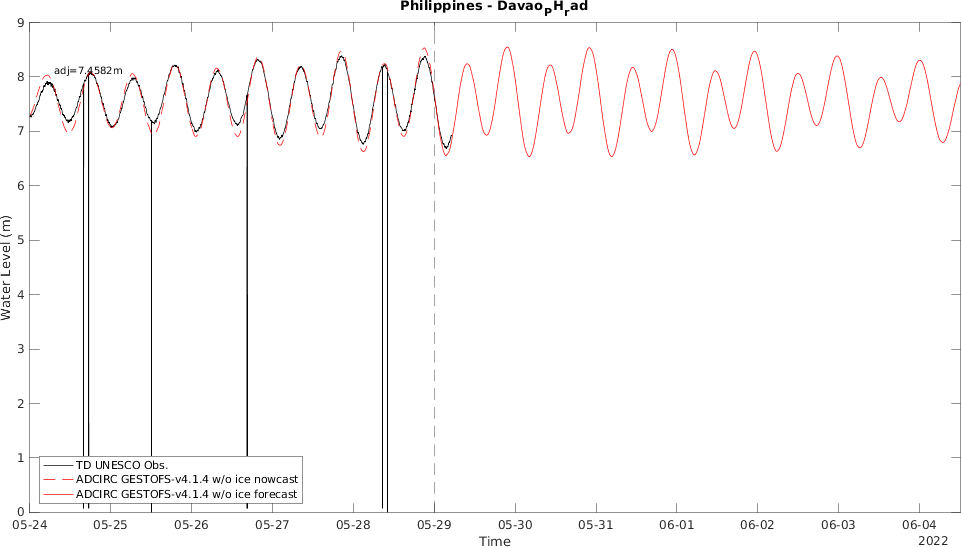 Philippines - Davao_pH_rad
9
8
7
6
5
4
3
2
1
0
Water Level (m)
adj=7.4582m
TD UNESCO Obs.
ADCIRC GESTOFS-v4.1.4 w/o ice nowcast
ADCIRC GESTOFS-v4.1.4 w/o ice forecast
05-24 05-25 05-26 05-27 05-28 05-29 05-30 05-31 06-01 06-02 06-03 06-04
Time
2022